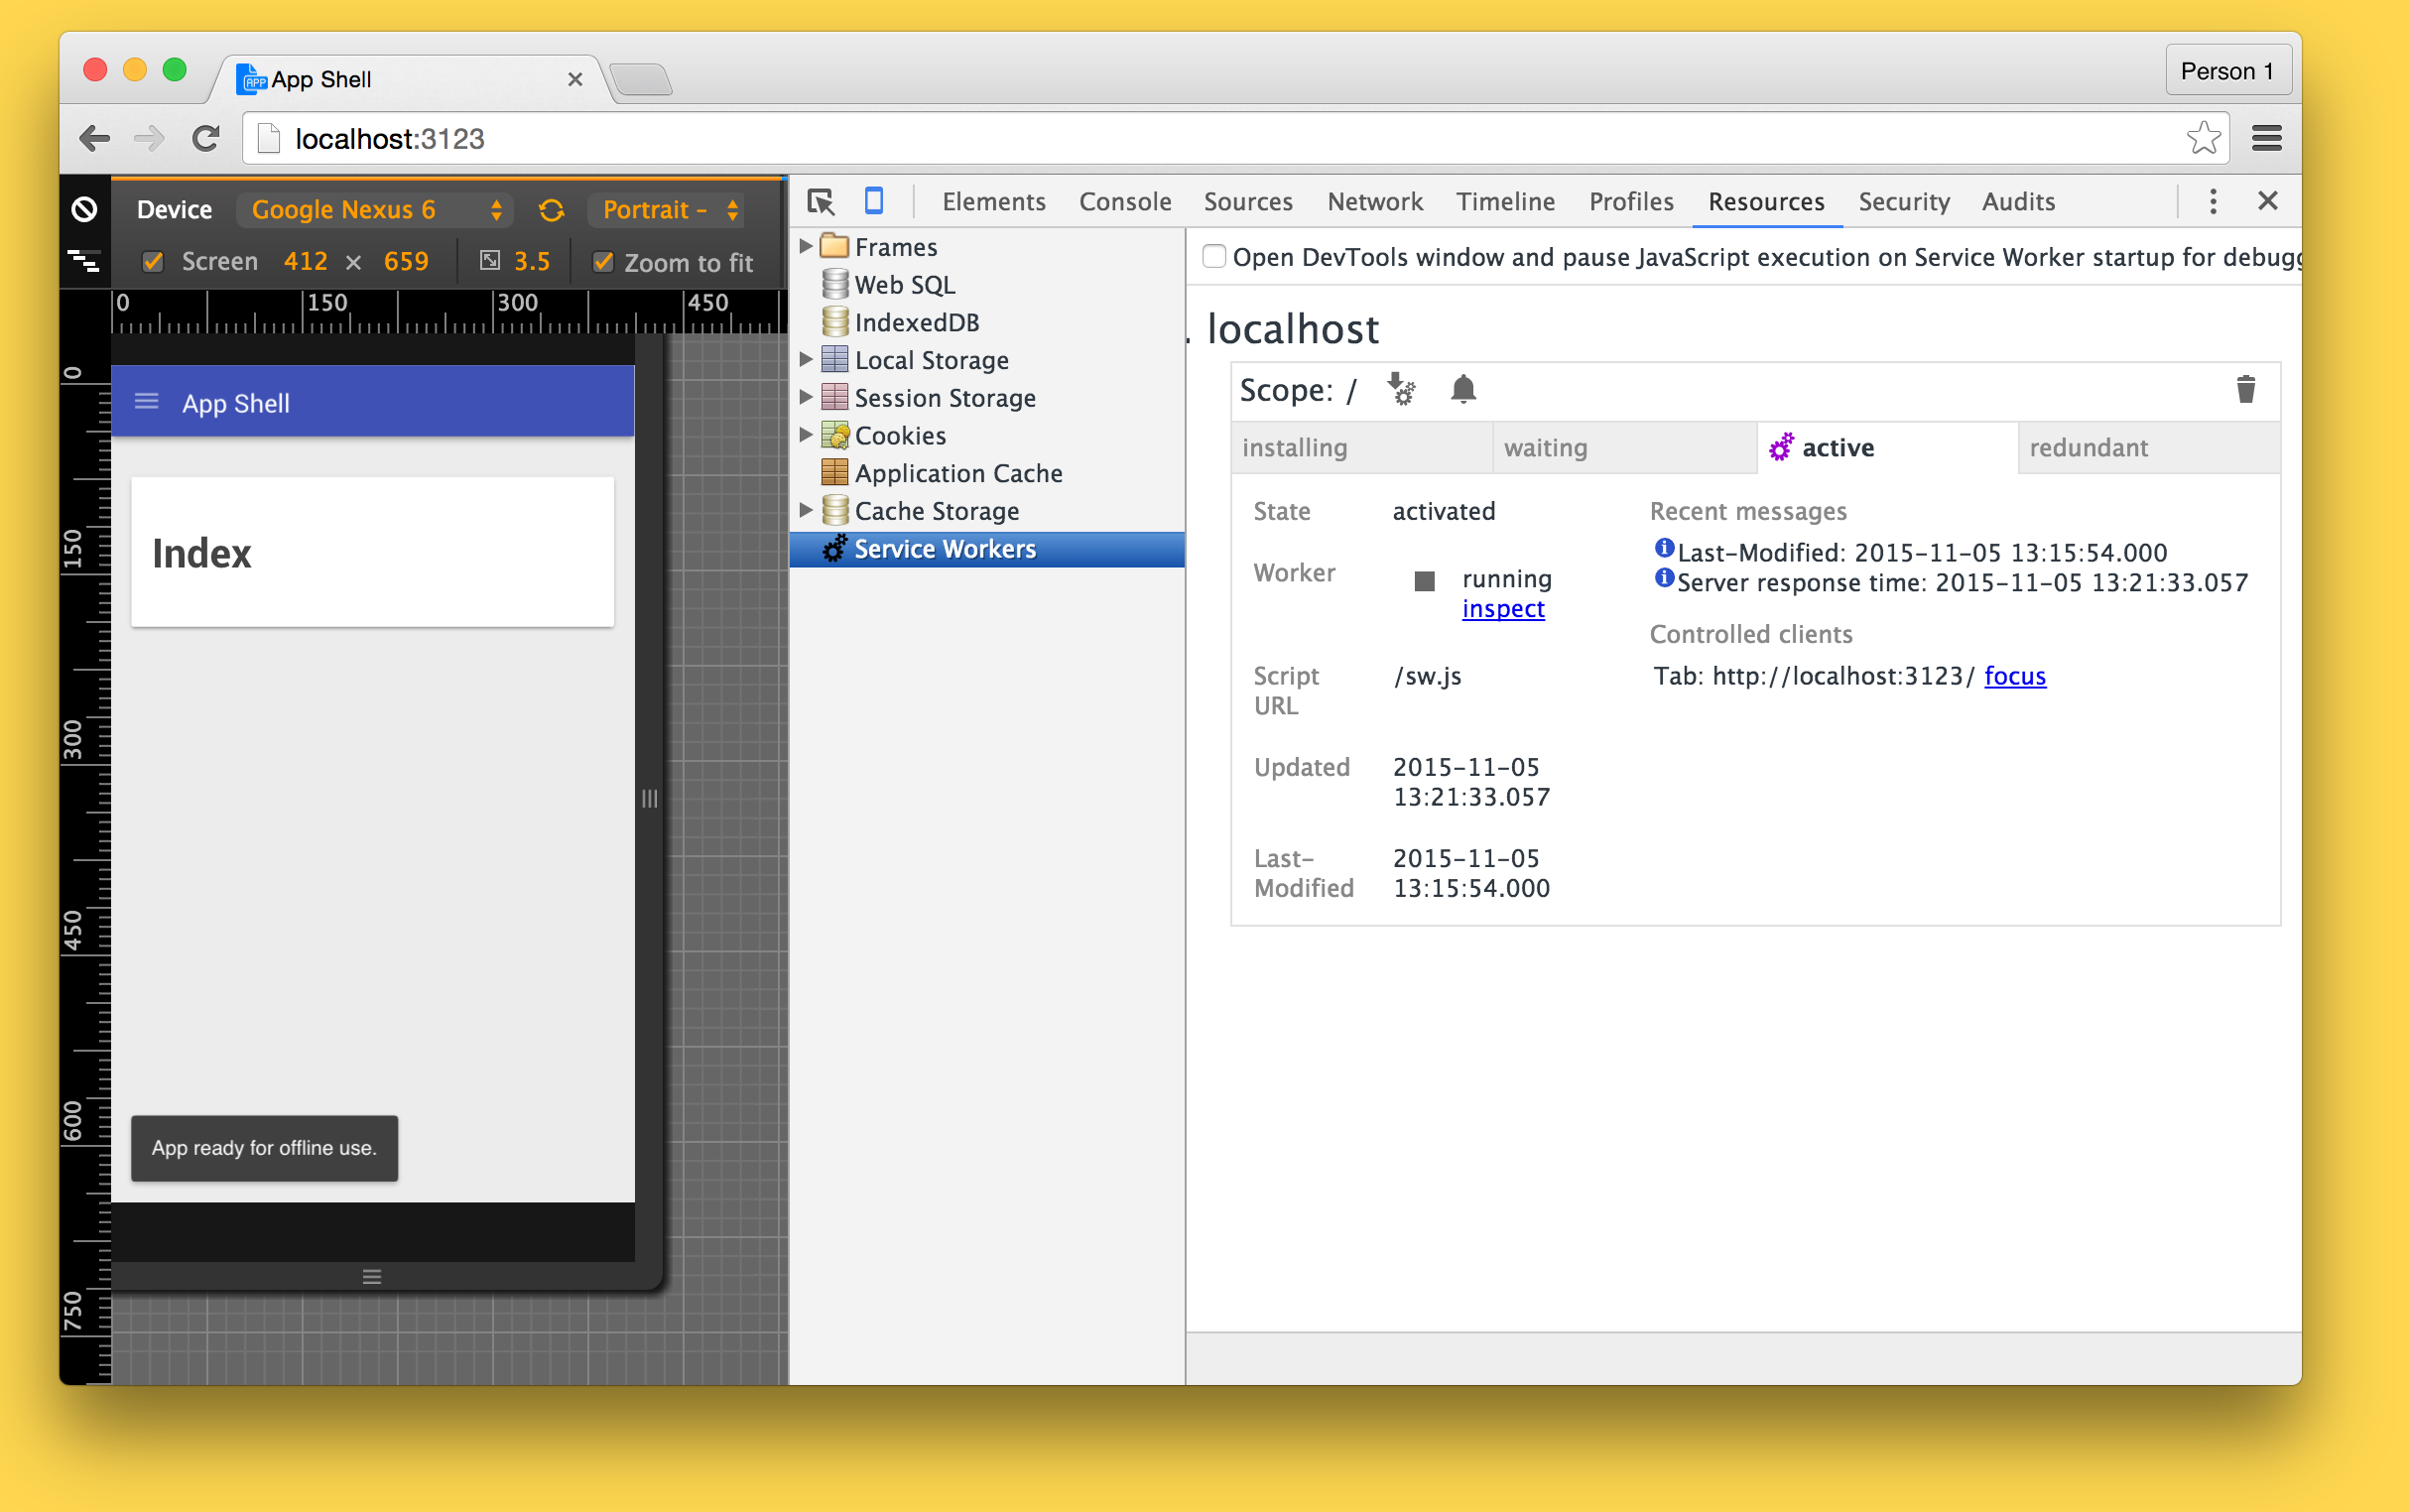 App Shell
Person 1
localhost:3123
Device Google Nexus 6 Portrait -
Screen 412 × 659 3.5 Zoom to fit
0 150 300 450
0
150
300
450
600
750
App Shell
Index
App ready for offline use.
Elements Console Sources Network Timeline Profiles Resources Security Audits
Frames
Web SQL
IndexedDB
Local Storage
Session Storage
Cookies
Application Cache
Cache Storage
Service Workers
Open DevTools window and pause JavaScript execution on Service Worker startup for debugg
localhost
Scope: /
installing waiting active redundant
State activated
Worker running
inspect
Script URL /sw.js
Updated 2015-11-05
13:21:33.057
Last-Modified 2015-11-05
13:15:54.000
Recent messages
Last-Modified: 2015-11-05 13:15:54.000
Server response time: 2015-11-05 13:21:33.057
Controlled clients
Tab: http://localhost:3123/ focus